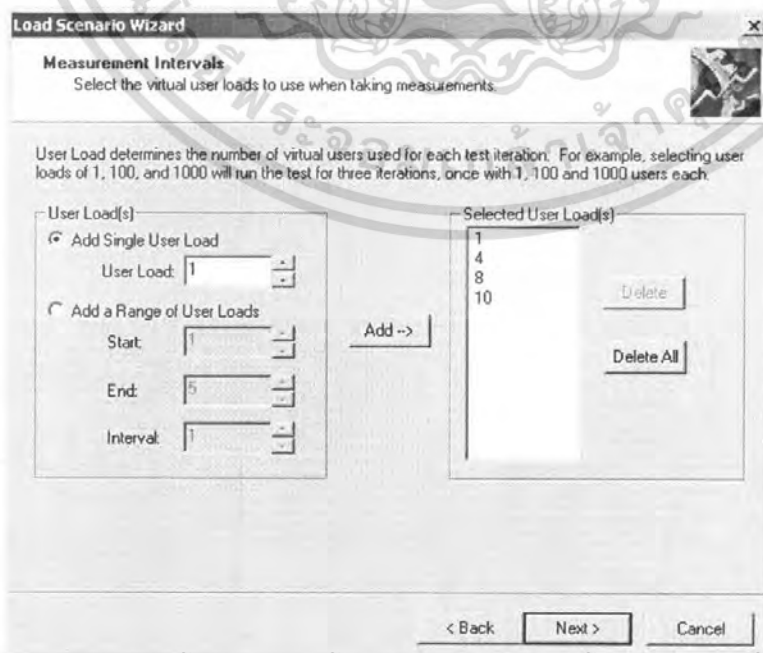 Load Scenario Wizard
Measurement Intervals
Select the virtual user loads to use when taking measurements.
User Load determines the number of virtual users used for each test iteration. For example, selecting user
loads of 1, 100, and 1000 will run the test for three iterations, once with 1, 100 and 1000 users each.
User Load(s)
Add Single User Load
User Load: 1
Add a Range of User Loads
Start: 1
End: 5
Interval: 1
Add -->
Selected User Load(s)
1
4
8
10
Delete
Delete All
< Back
Next >
Cancel